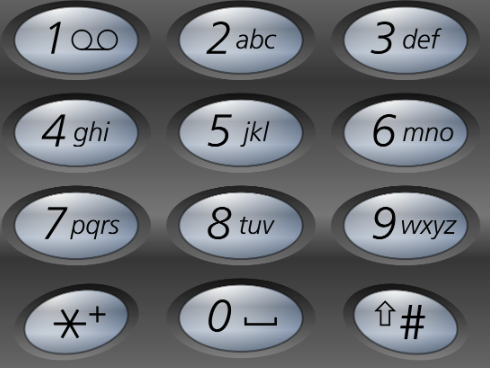 1 2 abc 3 def
4 ghi 5 jkl 6 mno
7 pqrs 8 tuv 9 wxyz
*+ 0 ⇧#